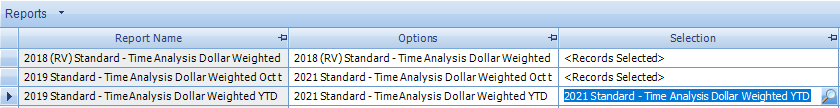 Reports
Report Name Options Selection
2018 (RV) Standard - Time Analysis Dollar Weighted 2018 (RV) Standard - Time Analysis Dollar Weighted <Records Selected>
2019 Standard - Time Analysis Dollar Weighted Oct t 2021 Standard - Time Analysis Dollar Weighted Oct t <Records Selected>
2019 Standard - Time Analysis Dollar Weighted YTD 2021 Standard - Time Analysis Dollar Weighted YTD 2021 Standard - Time Analysis Dollar Weighted YTD